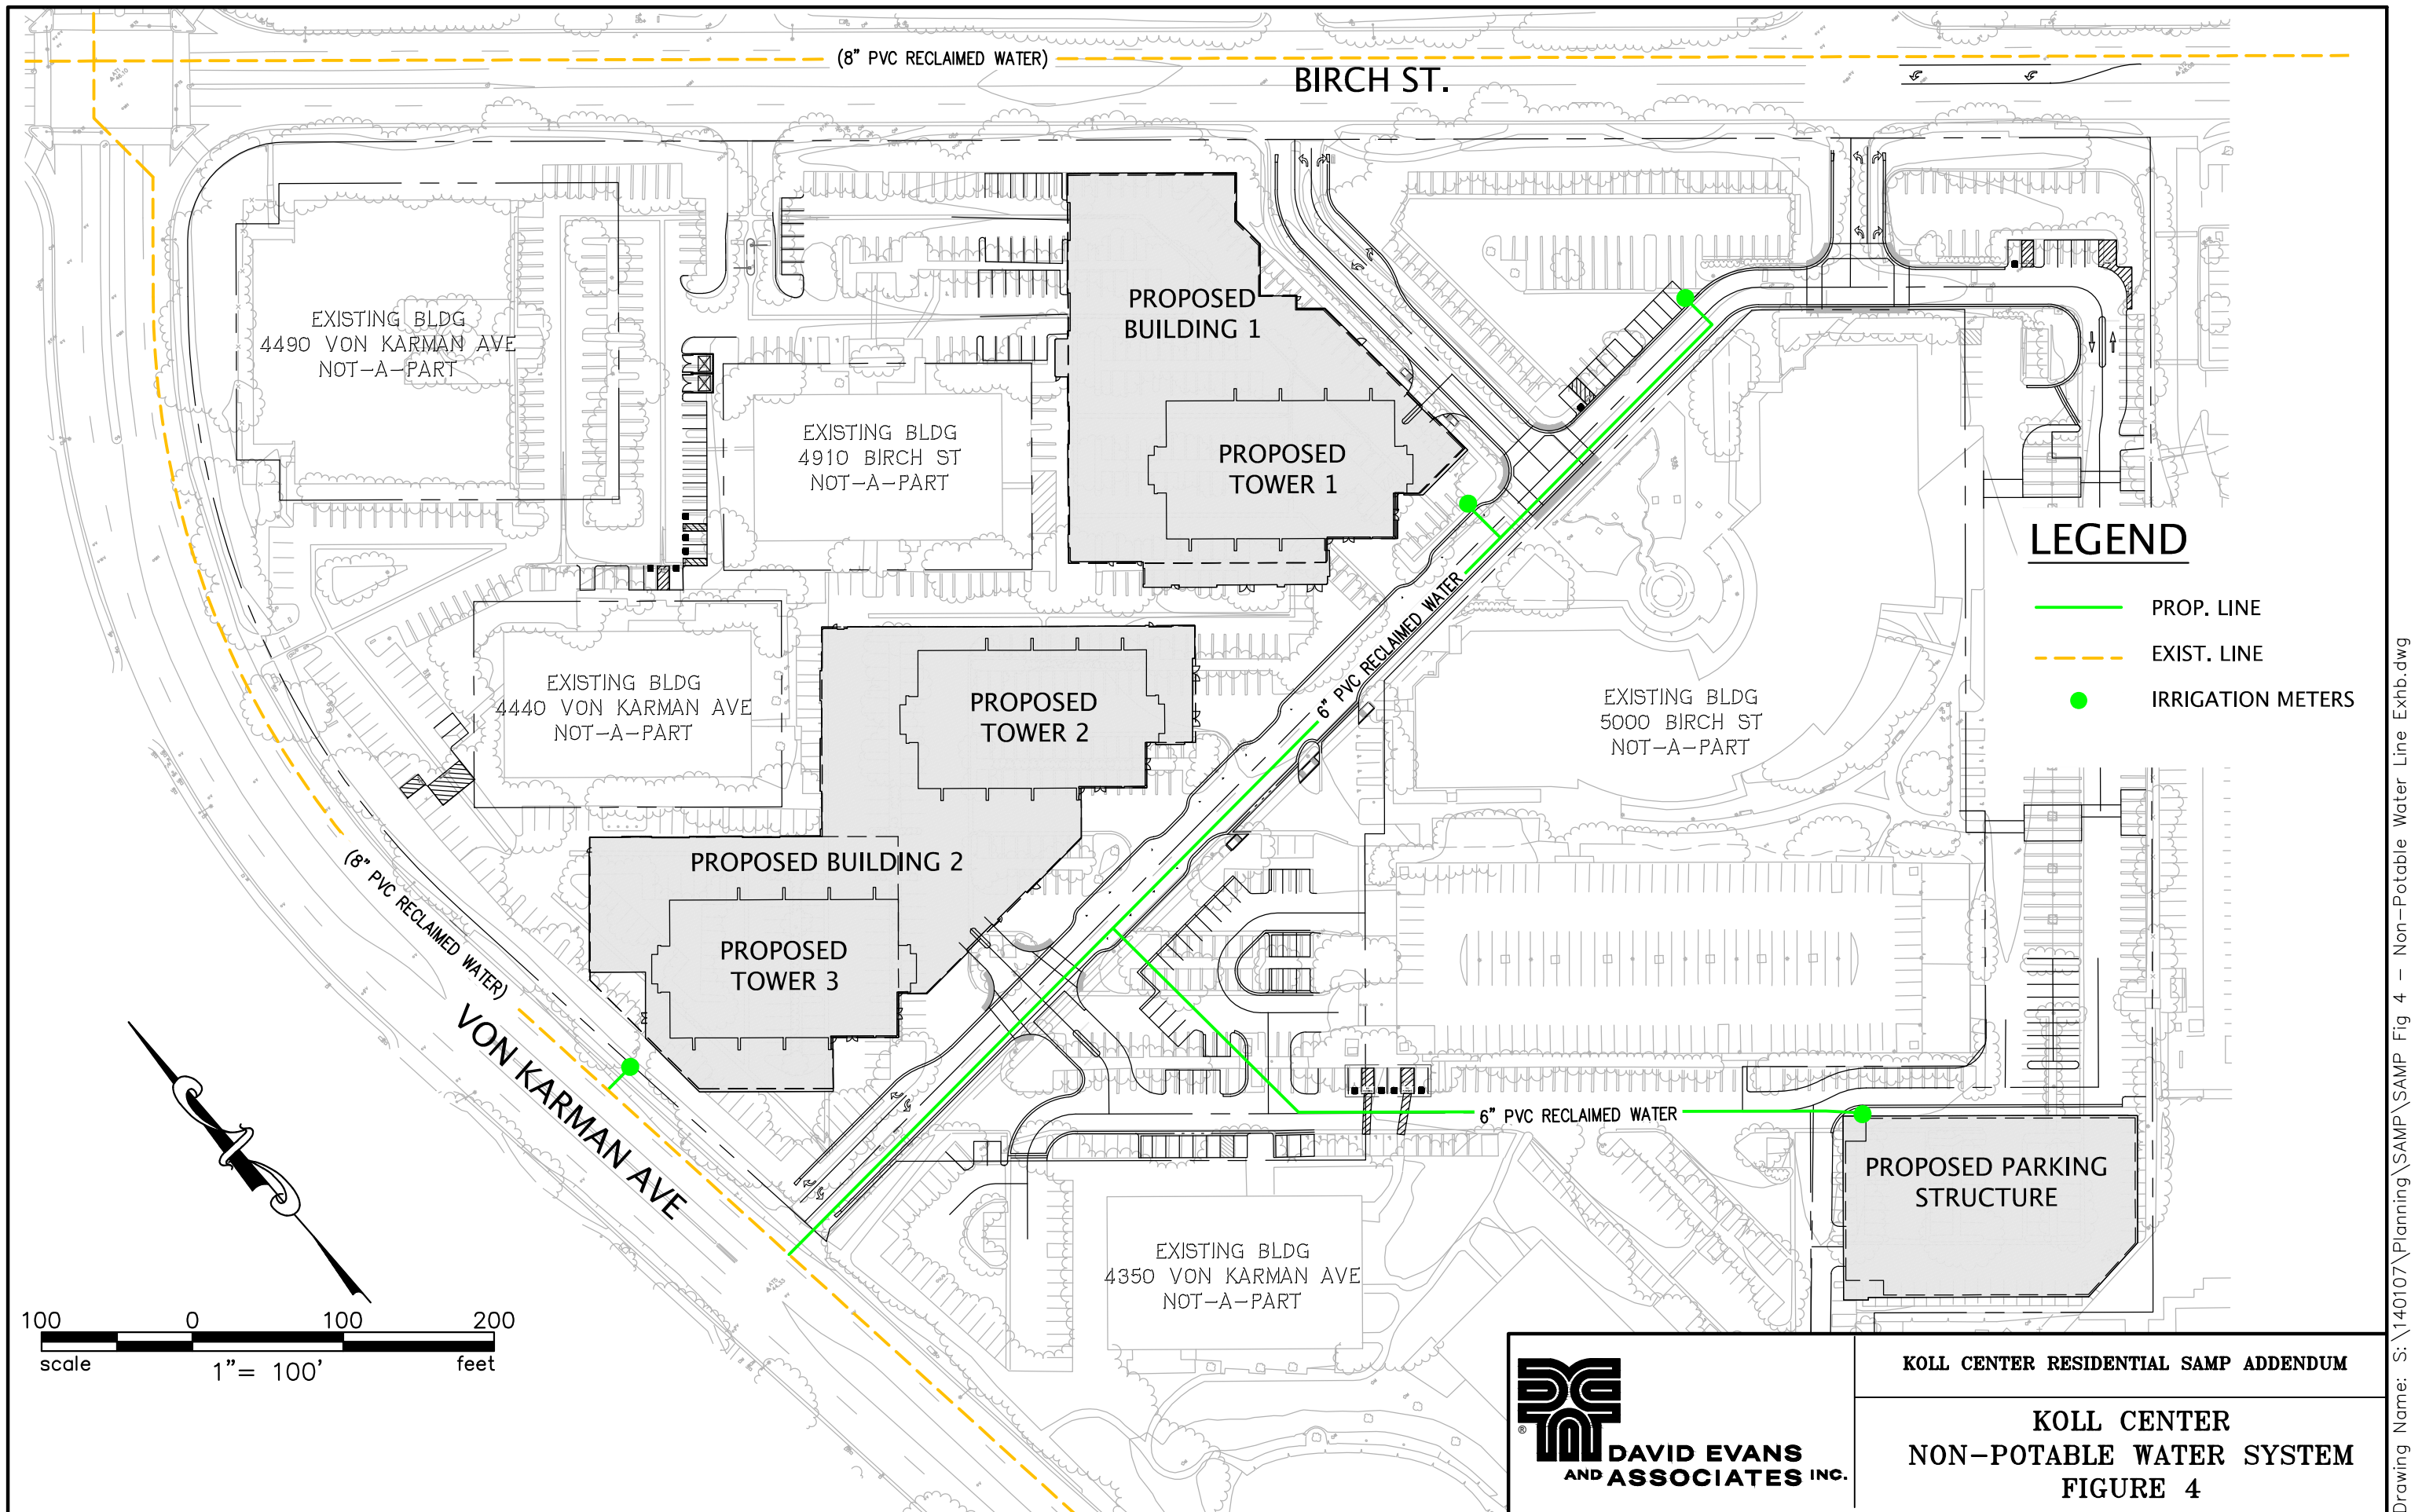 (8" PVC RECLAIMED WATER)
BIRCH ST.
EXISTING BLDG
4490 VON KARMAN AVE
NOT-A-PART
PROPOSED
BUILDING 1
EXISTING BLDG
4910 BIRCH ST
NOT-A-PART
PROPOSED
TOWER 1
LEGEND
PROP. LINE
EXIST. LINE
IRRIGATION METERS
6" PVC RECLAIMED WATER
EXISTING BLDG
4440 VON KARMAN AVE
NOT-A-PART
PROPOSED
TOWER 2
EXISTING BLDG
5000 BIRCH ST
NOT-A-PART
PROPOSED BUILDING 2
(8" PVC RECLAIMED WATER)
PROPOSED
TOWER 3
VON KARMAN AVE
6" PVC RECLAIMED WATER
PROPOSED PARKING
STRUCTURE
EXISTING BLDG
4350 VON KARMAN AVE
NOT-A-PART
100 0 100 200
scale 1"= 100' feet
®
DAVID EVANS
AND ASSOCIATES INC.
KOLL CENTER RESIDENTIAL SAMP ADDENDUM
KOLL CENTER
NON-POTABLE WATER SYSTEM
FIGURE 4
Drawing Name: S:\140107\Planning\SAMP\SAMP Fig 4 - Non-Potable Water Line Exhb.dwg